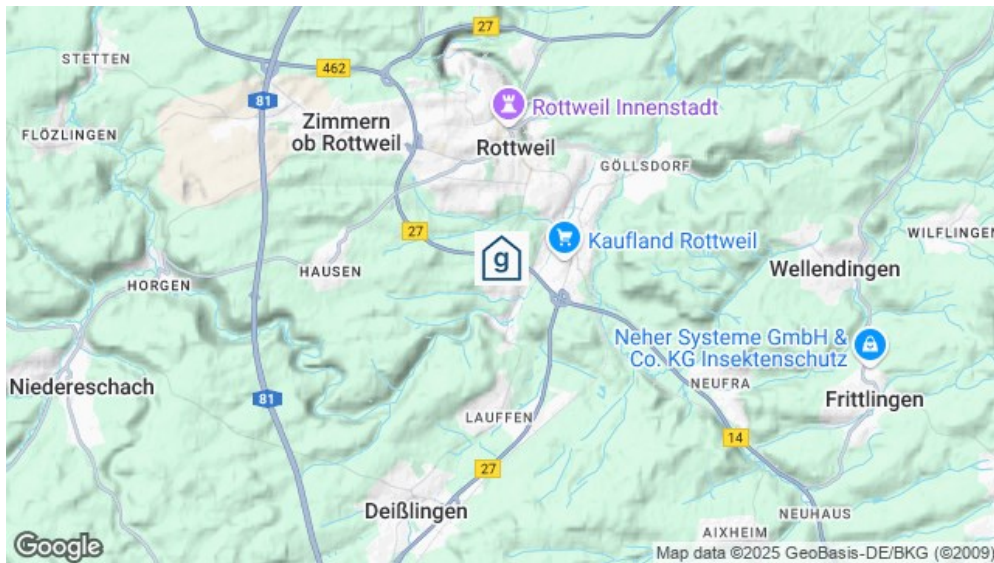 27
STETTEN
462
81
Rottweil Innenstadt
Zimmern
ob Rottweil
FLÖZLINGEN
Rottweil
GÖLLSDORF
27
Kaufland Rottweil
WILFLINGEN
g
HAUSEN
Wellendingen
HORGEN
Neher Systeme GmbH &
Co. KG Insektenschutz
Niedereschach
NEUFRA
81
Frittlingen
LAUFFEN
14
27
Deißlingen
NEUHAUS
AIXHEIM
Google
Map data ©2025 GeoBasis-DE/BKG (©2009)